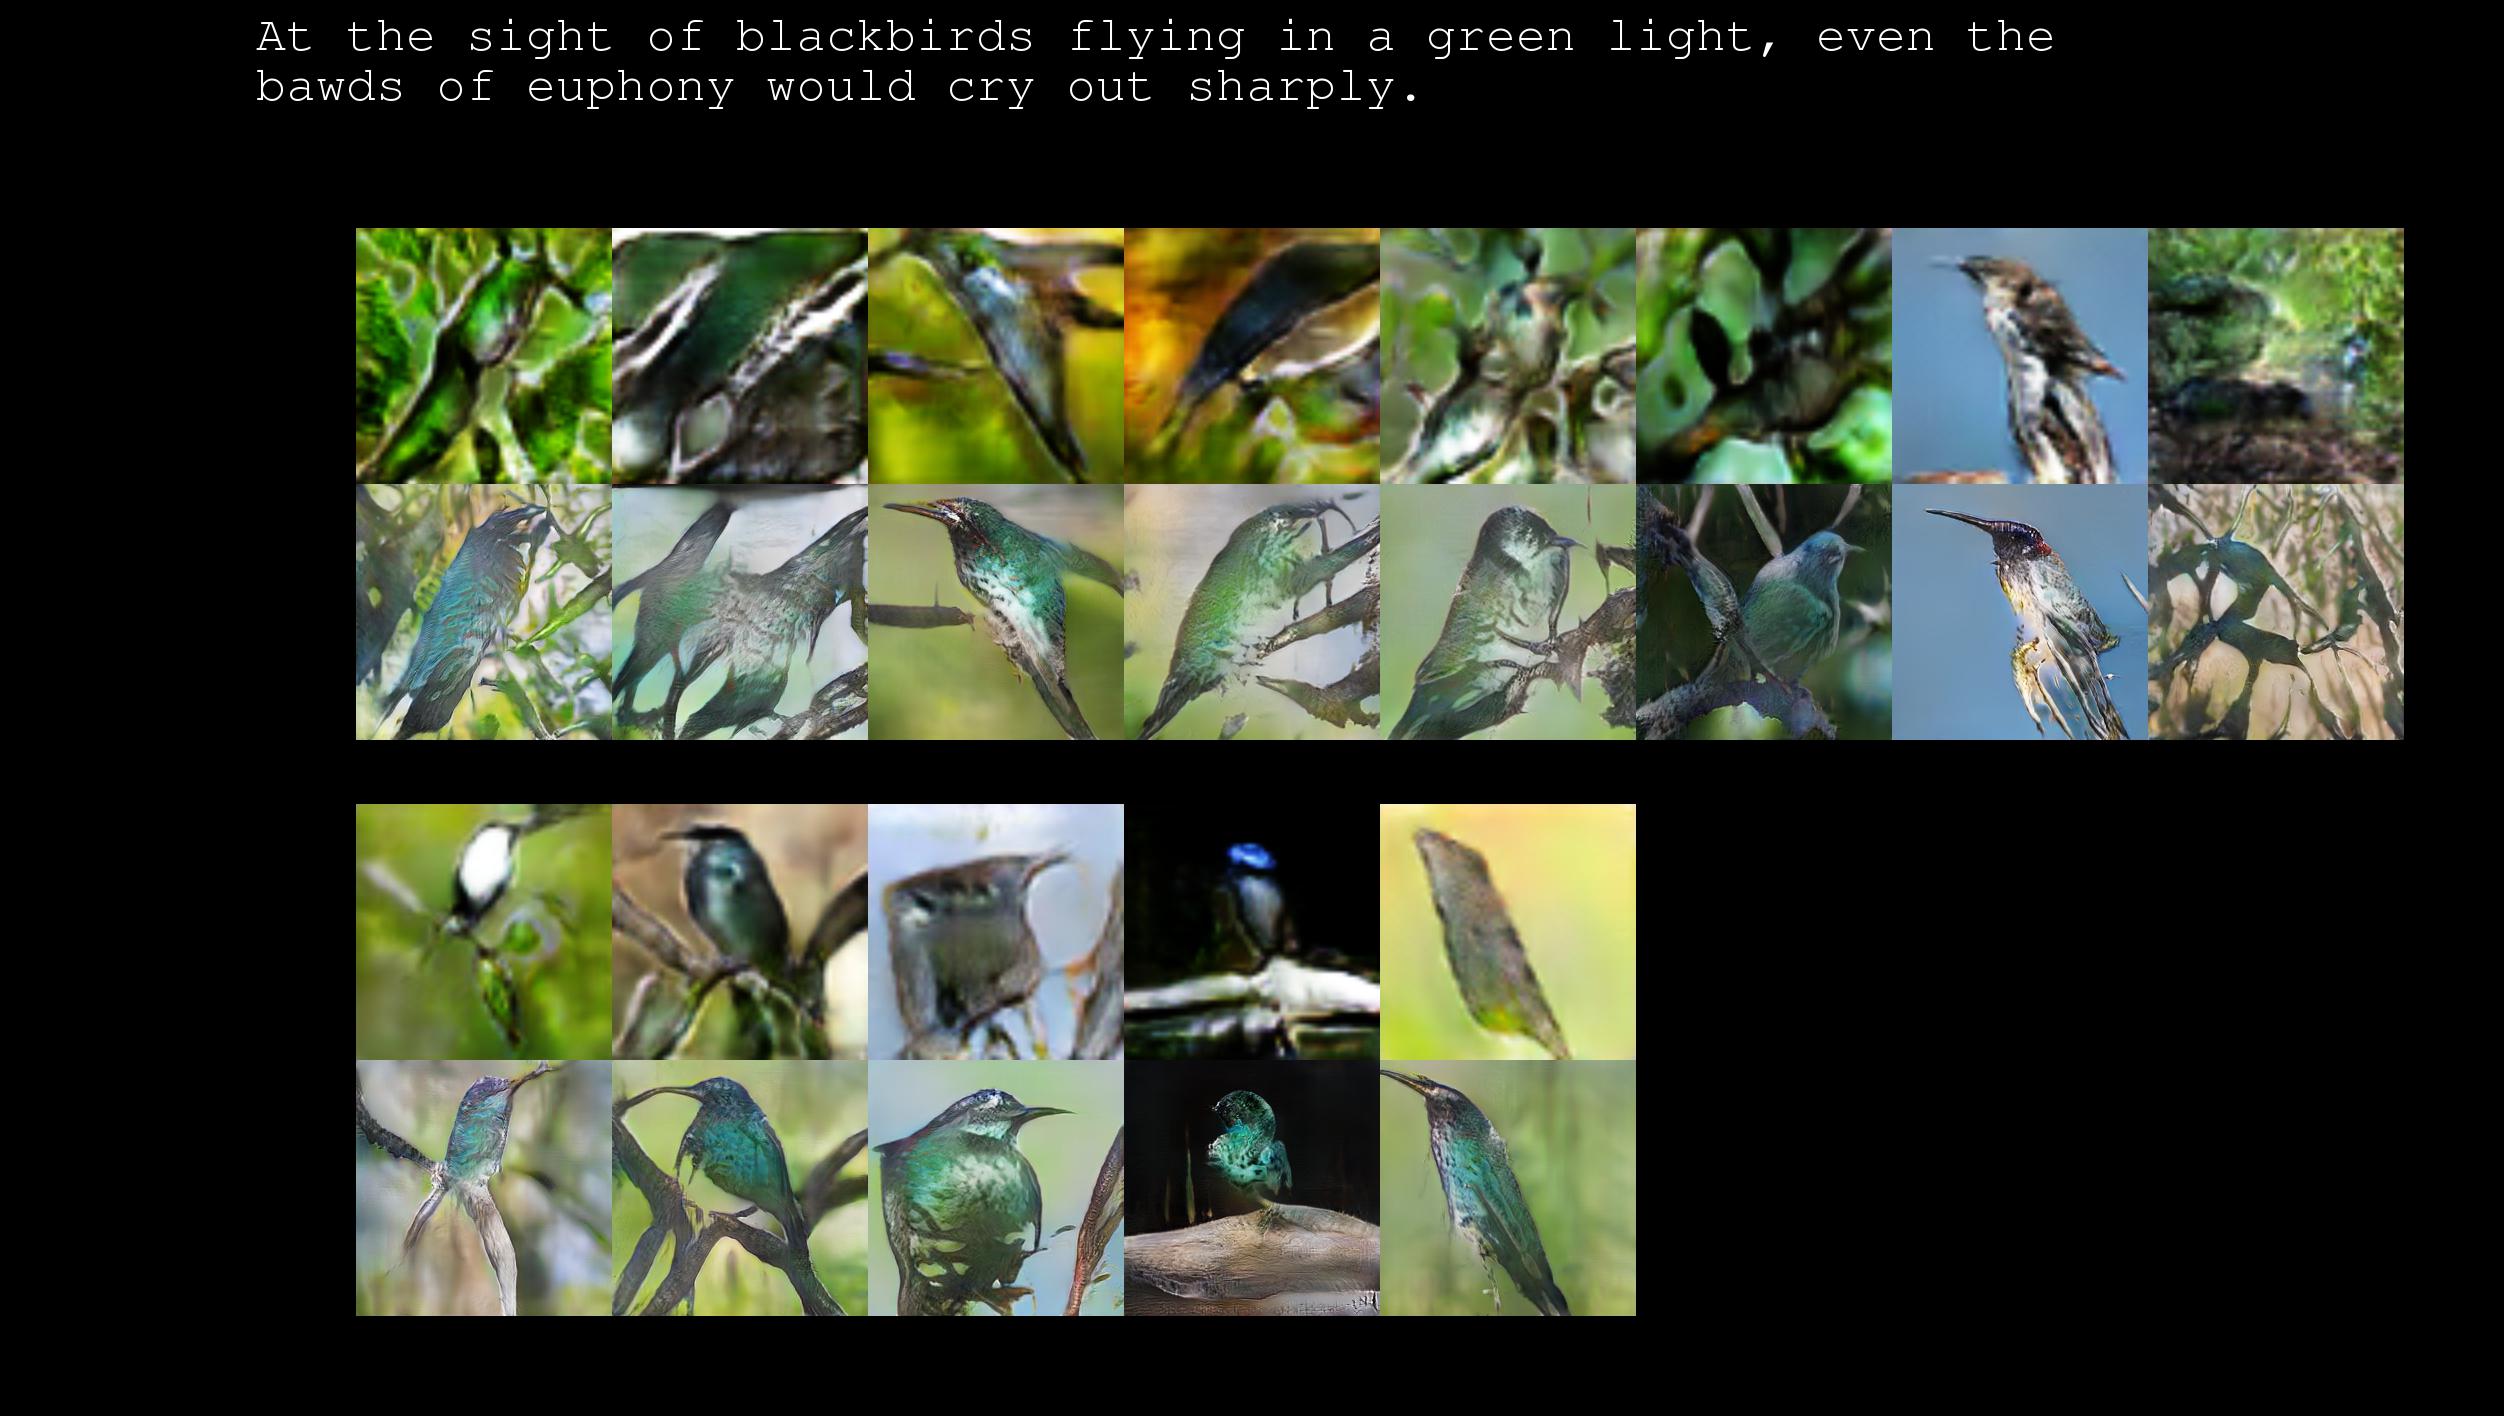 At the sight of blackbirds flying in a green light, even the
bawds of euphony would cry out sharply.